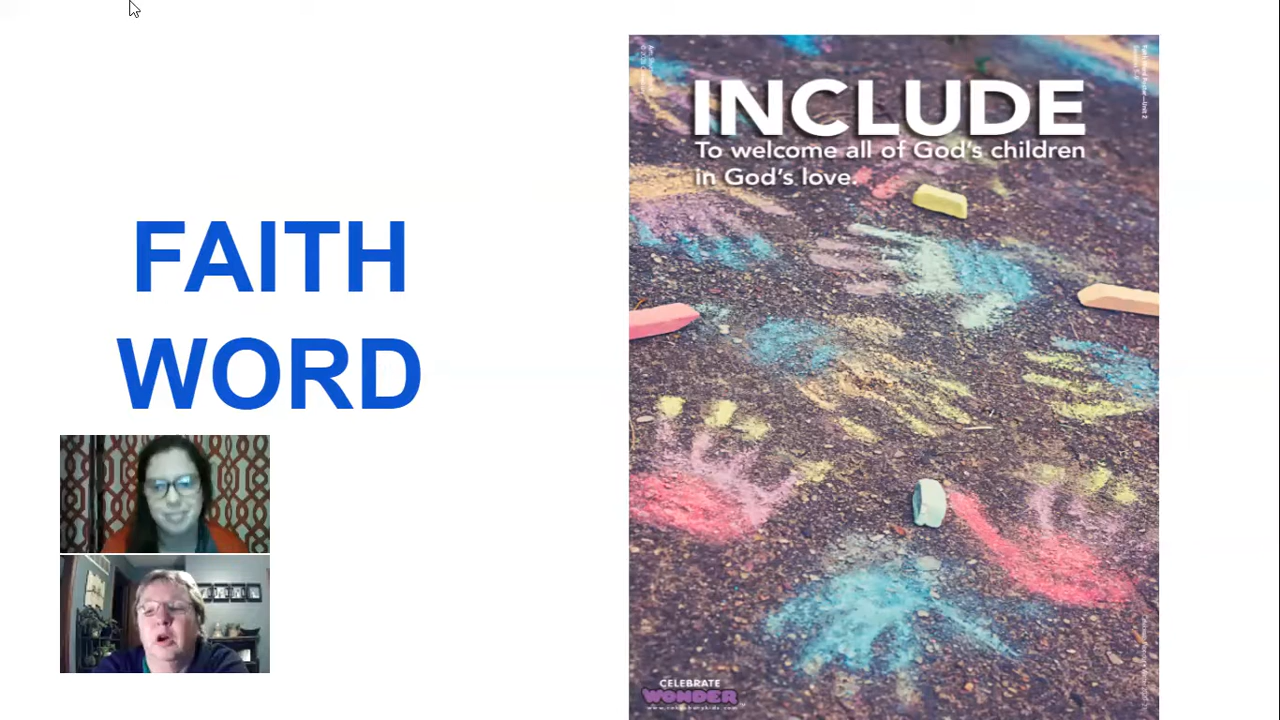 FAITH
WORD
INCLUDE
To welcome all of God's children
in God's love.
CELEBRATE
WONDER